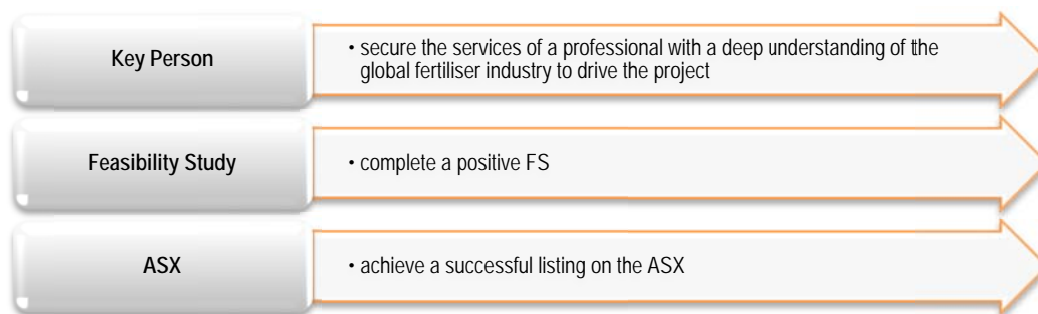 Key Person
• secure the services of a professional with a deep understanding of the
global fertiliser industry to drive the project
Feasibility Study
• complete a positive FS
ASX
• achieve a successful listing on the ASX